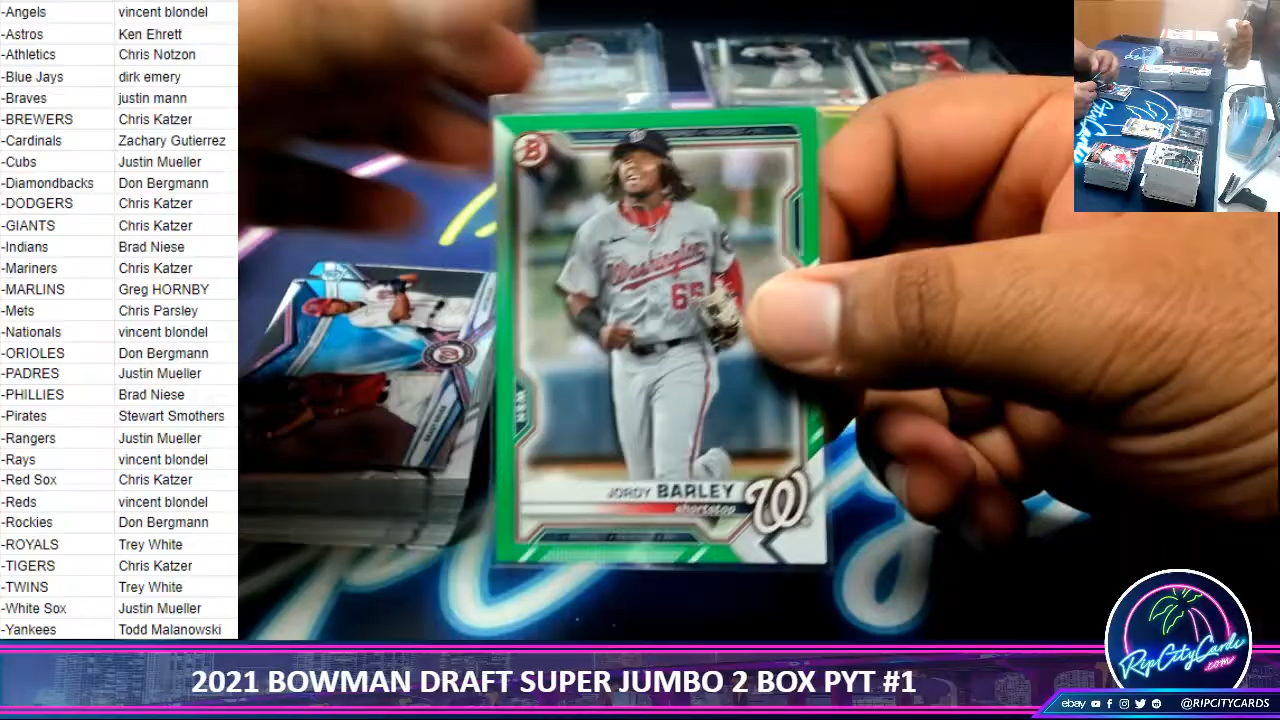 -Angels vincent blondel
-Astros Ken Ehrett
-Athletics Chris Notzon
-Blue Jays dirk emery
-Braves justin mann
-BREWERS Chris Katzer
-Cardinals Zachary Gutierrez
-Cubs Justin Mueller
-Diamondbacks Don Bergmann
-DODGERS Chris Katzer
-GIANTS Chris Katzer
-Indians Brad Niese
-Mariners Chris Katzer
-MARLINS Greg HORNBY
-Mets Chris Parsley
-Nationals vincent blondel
-ORIOLES Don Bergmann
-PADRES Justin Mueller
-PHILLIES Brad Niese
-Pirates Stewart Smothers
-Rangers Justin Mueller
-Rays vincent blondel
-Red Sox Chris Katzer
-Reds vincent blondel
-Rockies Don Bergmann
-ROYALS Trey White
-TIGERS Chris Katzer
-TWINS Trey White
-White Sox Justin Mueller
-Yankees Todd Malanowski
B
Washington
66
WSN
JORDY BARLEY
shortstop
W
RipCityCards
.com
2021 BOWMAN DRAFT SUPER JUMBO 2 BOX PYT #1
ebay @RIPCITYCARDS